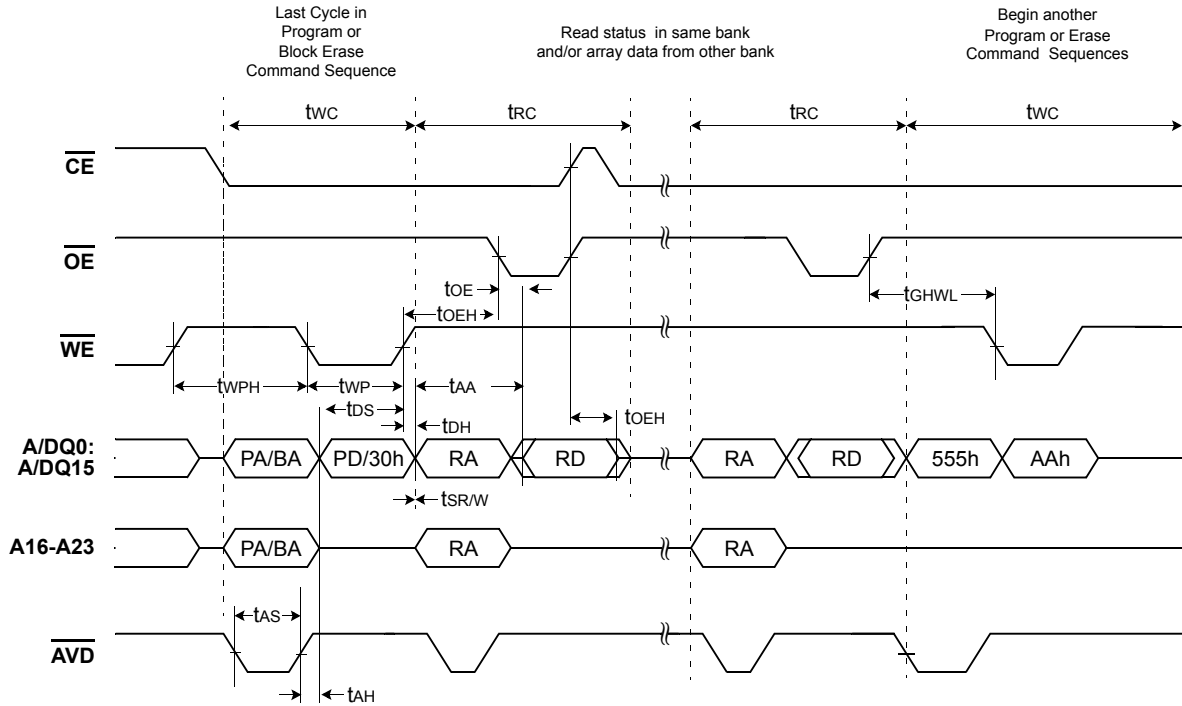 Last Cycle in
Program or
Block Erase
Command Sequence
Read status in same bank
and/or array data from other bank
Begin another
Program or Erase
Command Sequences
tWC
tRC
tRC
tWC
CE
OE
tOE
tOEH
tGHWL
WE
tWPH
tWP
tAA
tDS
tDH
tOEH
A/DQ0:
A/DQ15
PA/BA
PD/30h
RA
RD
RA
RD
555h
AAh
tSR/W
A16-A23
PA/BA
RA
RA
tAS
AVD
tAH